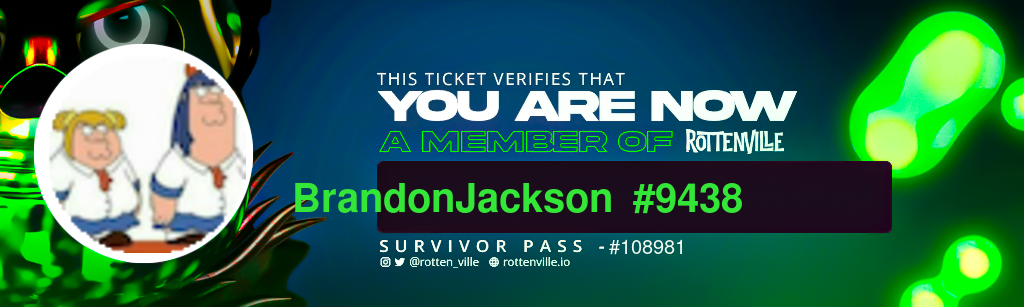 THIS TICKET VERIFIES THAT
YOU ARE NOW
A MEMBER OF ROTTENVILLE
BrandonJackson #9438
SURVIVOR PASS - #108981
@rotten_ville rottenville.io